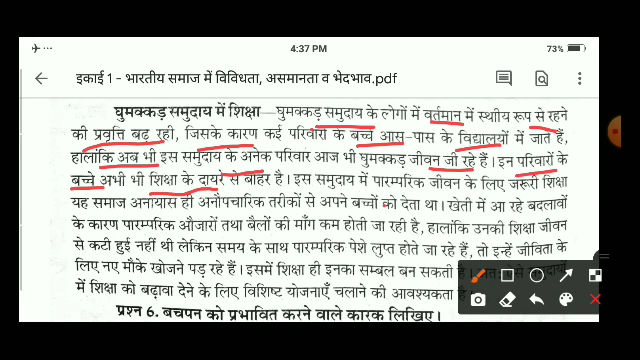 4:37 PM
73%
इकाई 1 - भारतीय समाज में विविधता, असमानता व भेदभाव.pdf
घुमक्कड़ समुदाय में शिक्षा—घुमक्कड़ समुदाय के लोगों में वर्तमान में स्थायी रूप से रहने
की प्रवृत्ति बढ रही, जिसके कारण कई परिवारों के बच्चे आस-पास के विद्यालयों में जाते हैं,
हालांकि अब भी इस समुदाय के अनेक परिवार आज भी घुमक्कड़ जीवन जी रहे हैं। इन परिवारों के
बच्चे अभी भी शिक्षा के दायरे से बाहर है। इस समुदाय में पारम्परिक जीवन के लिए जरूरी शिक्षा
यह समाज अनायास ही अनौपचारिक तरीकों से अपने बच्चों को देता था। खेती में आ रहे बदलावों
के कारण पारम्परिक औजारों तथा बैलों की माँग कम होती जा रही है, हालांकि उनकी शिक्षा जीवन
से कटी हुई नहीं थी लेकिन समय के साथ पारम्परिक पेशे लुप्त होते जा रहे हैं, तो इन्हें जीविता के
लिए नए मौके खोजने पड़ रहे हैं। इसमें शिक्षा ही इनका सम्बल बन सकती है।
में शिक्षा को बढ़ावा देने के लिए विशिष्ट योजनाएँ चलाने की आवश्यकता है
प्रश्न 6. बचपन को प्रभावित करने वाले कारक लिखिए।